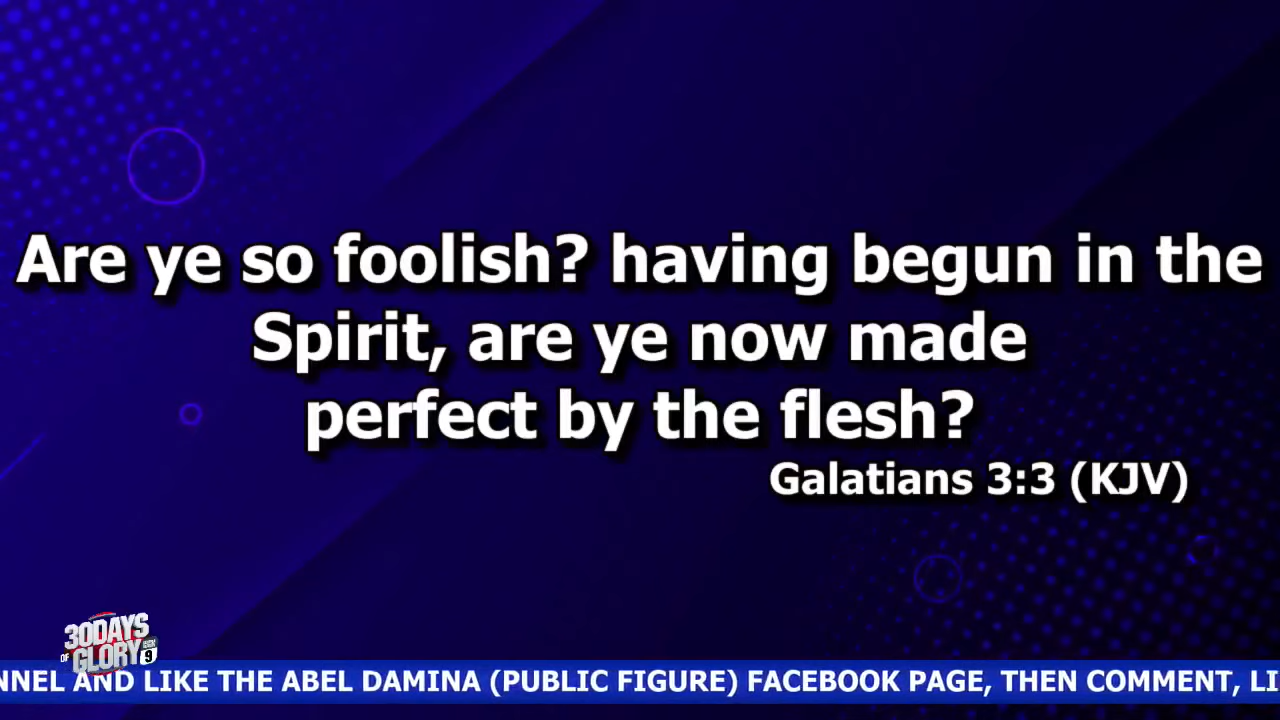 Are ye so foolish? having begun in the
Spirit, are ye now made
perfect by the flesh?
Galatians 3:3 (KJV)
30DAYS
OF GLORY
9
NNEL AND LIKE THE ABEL DAMINA (PUBLIC FIGURE) FACEBOOK PAGE, THEN COMMENT, LI